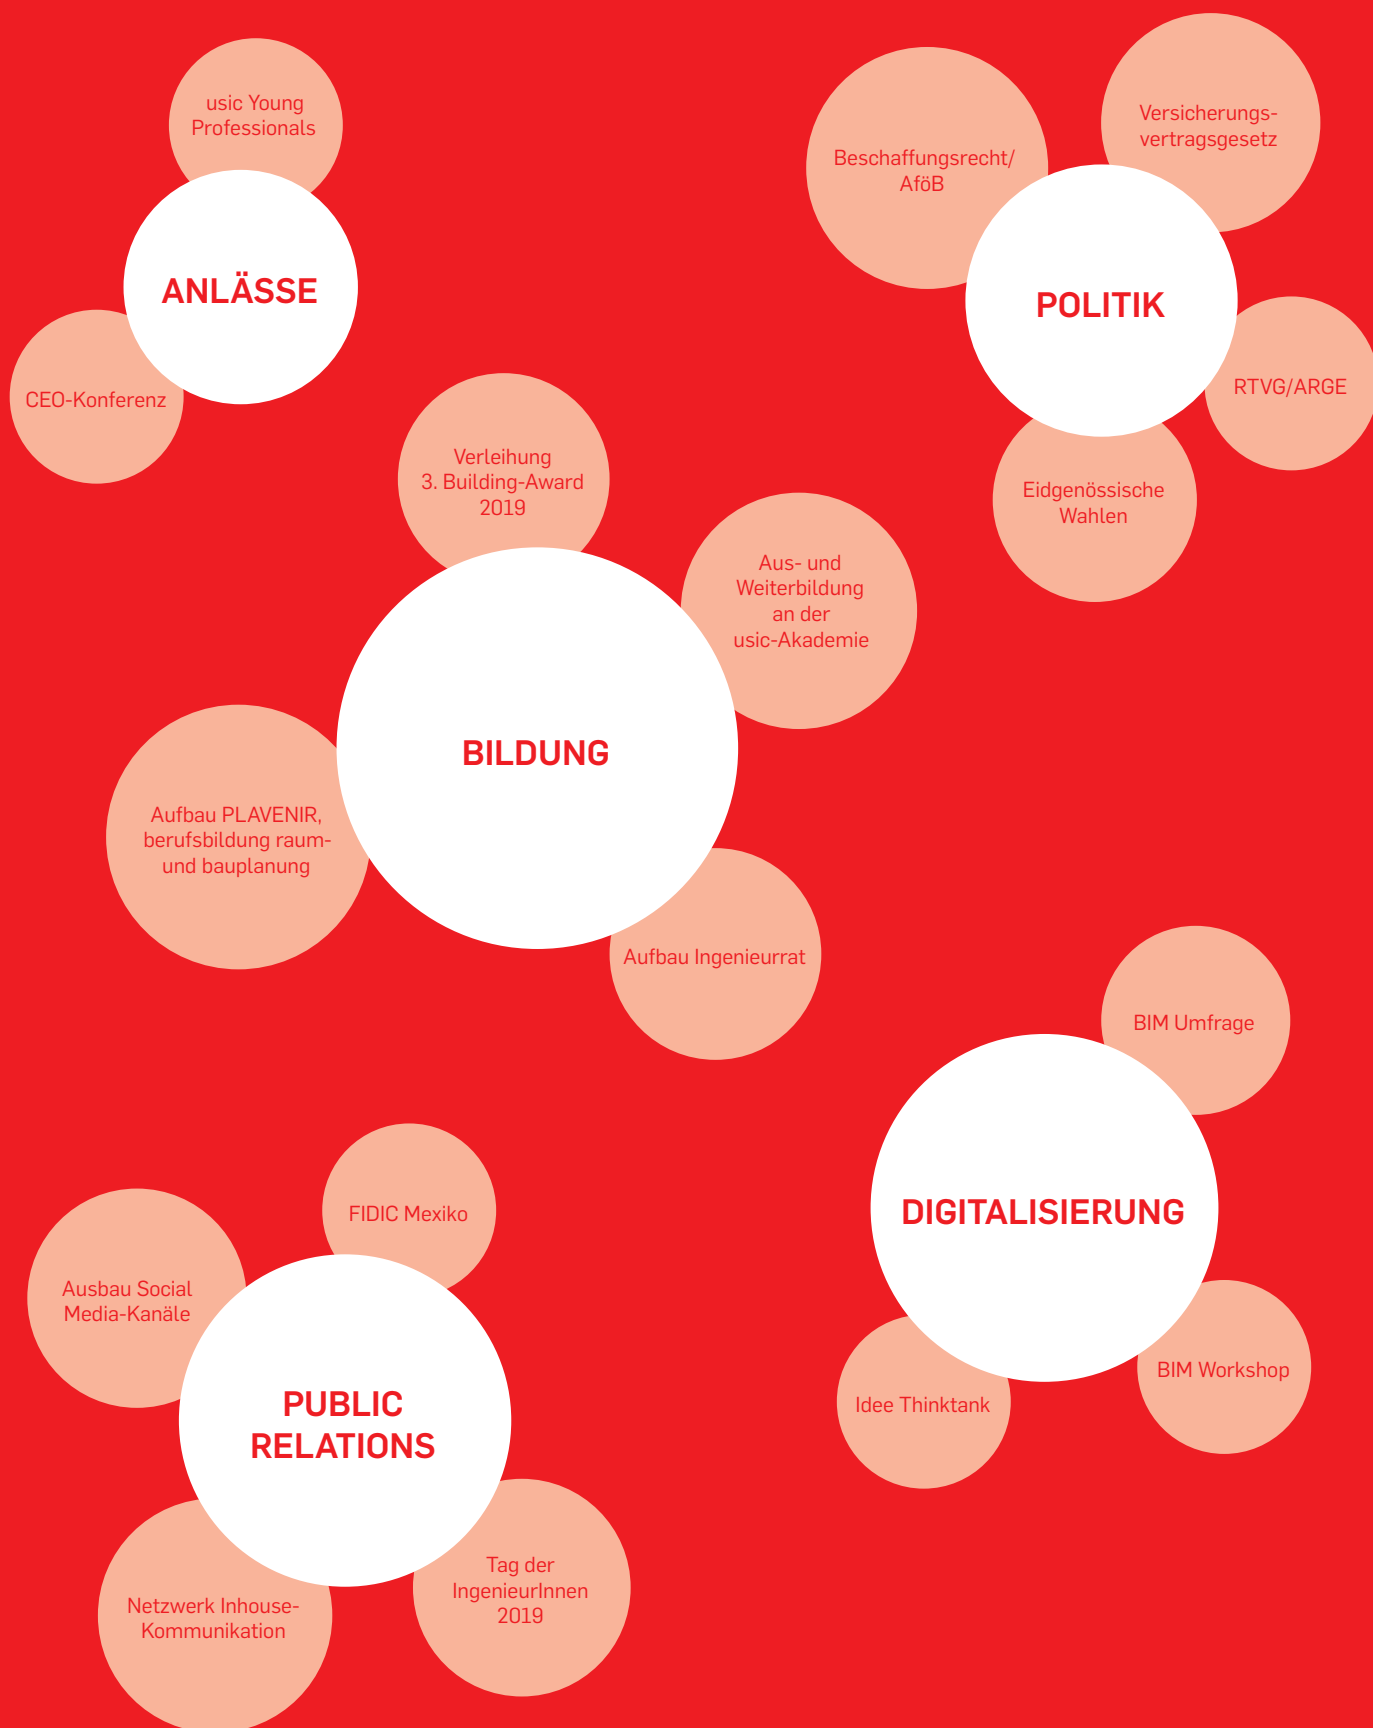 usic Young
Professionals
ANLÄSSE
CEO-Konferenz
Beschaffungsrecht/
AföB
Versicherungs-
vertragsgesetz
POLITIK
RTVG/ARGE
Eidgenössische
Wahlen
Verleihung
3. Building-Award
2019
Aus- und
Weiterbildung
an der
usic-Akademie
BILDUNG
Aufbau PLAVENIR,
berufsbildung raum-
und bauplanung
Aufbau Ingenieurrat
BIM Umfrage
DIGITALISIERUNG
Idee Thinktank
BIM Workshop
FIDIC Mexiko
Ausbau Social
Media-Kanäle
PUBLIC
RELATIONS
Netzwerk Inhouse-
Kommunikation
Tag der
IngenieurInnen
2019